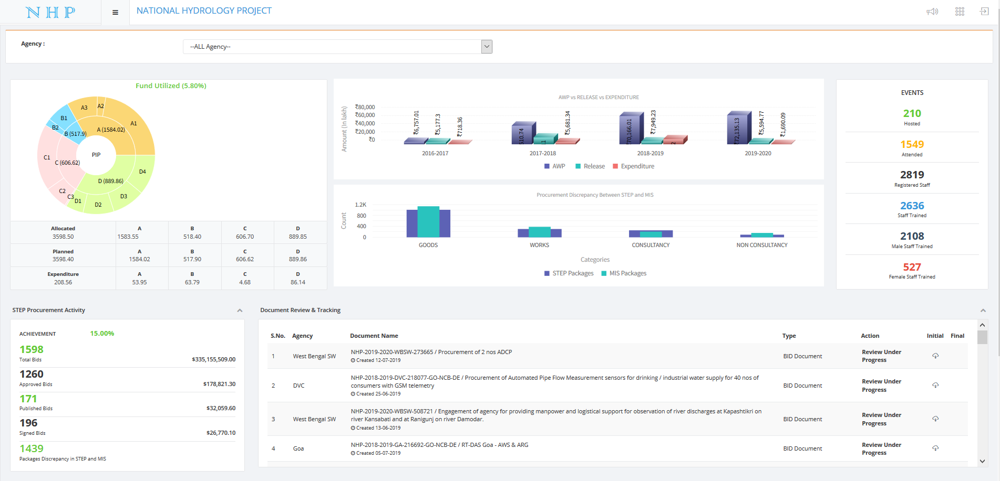 NHP
NATIONAL HYDROLOGY PROJECT
Agency :
--ALL Agency--
Fund Utilized (5.80%)
A3
A2
A1
B1
B2
A (1584.02)
B (517.9)
PIP
C1
C (606.62)
D4
D (889.86)
C2
C3
D1
D2
D3
Allocated A B C D
3598.50 1583.55 518.40 606.70 889.85
Planned A B C D
3598.40 1584.02 517.90 606.62 889.86
Expenditure A B C D
208.56 53.95 63.79 4.68 86.14
AWP vs RELEASE vs EXPENDITURE
Amount (In lakh)
₹80,000
₹60,000
₹40,000
₹20,000
₹0
₹6,757.01
₹5,177.3
₹718.36
510.74
11
₹5,681.34
₹70,166.01
₹7,949.23
2
₹72,135.13
₹5,594.77
₹1,690.09
2016-2017 2017-2018 2018-2019 2019-2020
AWP Release Expenditure
Procurement Discrepancy Between STEP and MIS
Count
1.2K
800
400
0
GOODS WORKS CONSULTANCY NON CONSULTANCY
Categories
STEP Packages MIS Packages
EVENTS
210
Hosted
1549
Attended
2819
Registered Staff
2636
Staff Trained
2108
Male Staff Trained
527
Female Staff Trained
STEP Procurement Activity
ACHIEVEMENT 15.00%
1598
Total Bids $335,155,509.00
1260
Approved Bids $178,821.30
171
Published Bids $32,059.60
196
Signed Bids $26,770.10
1439
Packages Discrepancy in STEP and MIS
Document Review & Tracking
S.No. Agency Document Name Type Action Initial Final
1 West Bengal SW NHP-2019-2020-WBSW-273665 / Procurement of 2 nos ADCP BID Document Review Under Progress
Created 12-07-2019
2 DVC NHP-2018-2019-DVC-218077-GO-NCB-DE / Procurement of Automated Pipe Flow Measurement sensors for drinking / industrial water supply for 40 nos of
consumers with GSM telemetry BID Document Review Under Progress
Created 25-06-2019
3 West Bengal SW NHP-2019-2020-WBSW-508721 / Engagement of agency for providing manpower and logistical support for observation of river discharges at Kapashtikri on
river Kansabati and at Ranigunj on river Damodar. BID Document Review Under Progress
Created 13-06-2019
4 Goa NHP-2018-2019-GA-216692-GO-NCB-DE / RT-DAS Goa - AWS & ARG BID Document Review Under Progress
Created 05-07-2019